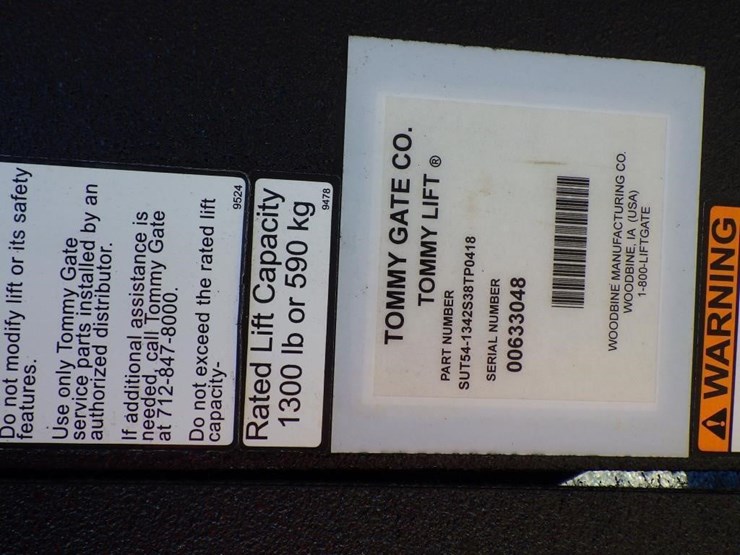 Do not modify lift or its safety
features.
Use only Tommy Gate
service parts installed by an
authorized distributor.
If additional assistance is
needed, call Tommy Gate
at 712-847-8000.
Do not exceed the rated lift
capacity-
9524
Rated Lift Capacity
1300 lb or 590 kg
9478
TOMMY GATE CO.
TOMMY LIFT ®
PART NUMBER
SUT54-1342S38TP0418
SERIAL NUMBER
00633048
WOODBINE MANUFACTURING CO.
WOODBINE, IA (USA)
1-800-LIFTGATE
WARNING